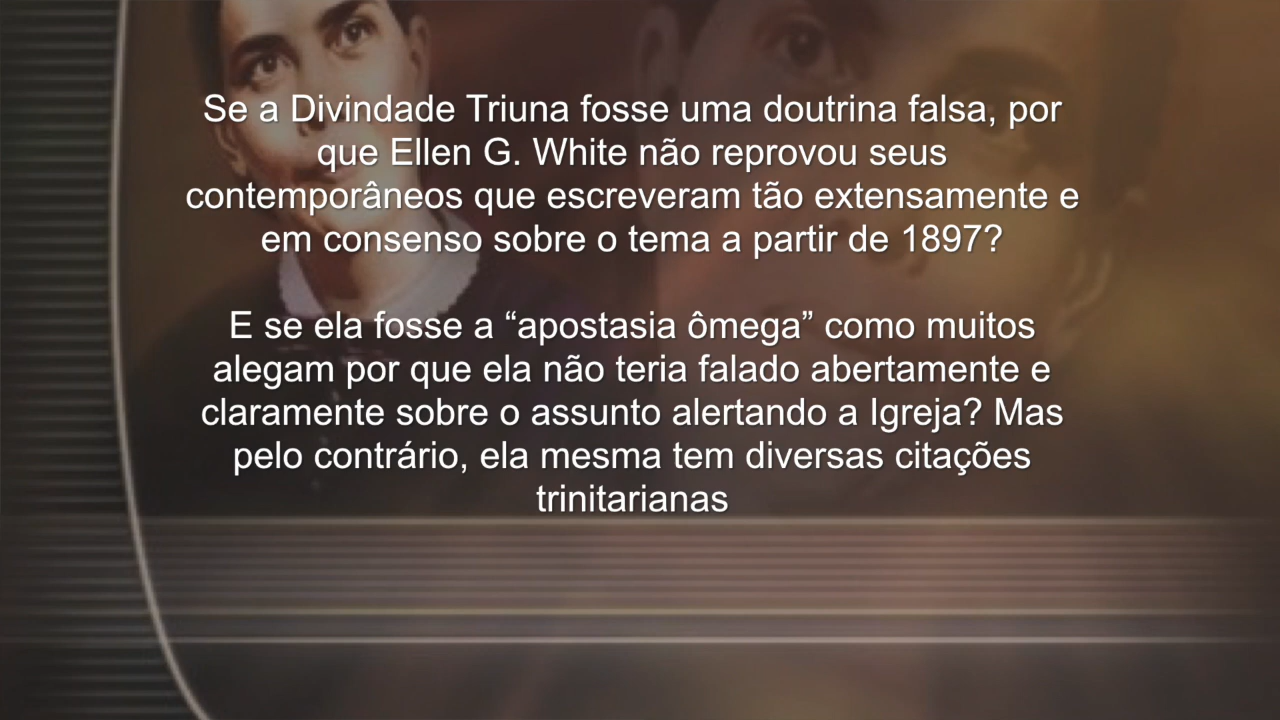 Se a Divindade Triuna fosse uma doutrina falsa, por
que Ellen G. White não reprovou seus
contemporâneos que escreveram tão extensamente e
em consenso sobre o tema a partir de 1897?
E se ela fosse a “apostasia ômega” como muitos
alegam por que ela não teria falado abertamente e
claramente sobre o assunto alertando a Igreja? Mas
pelo contrário, ela mesma tem diversas citações
trinitarianas